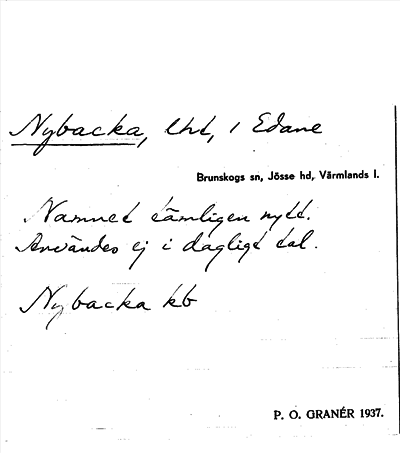 Nybacka, lht, i Edane
Brunskogs sn, Jösse hd, Värmlands l.
Namnet tämligen nytt.
Användes ej i dagligt tal.
Nybacka kb
P. O. GRANÉR 1937.